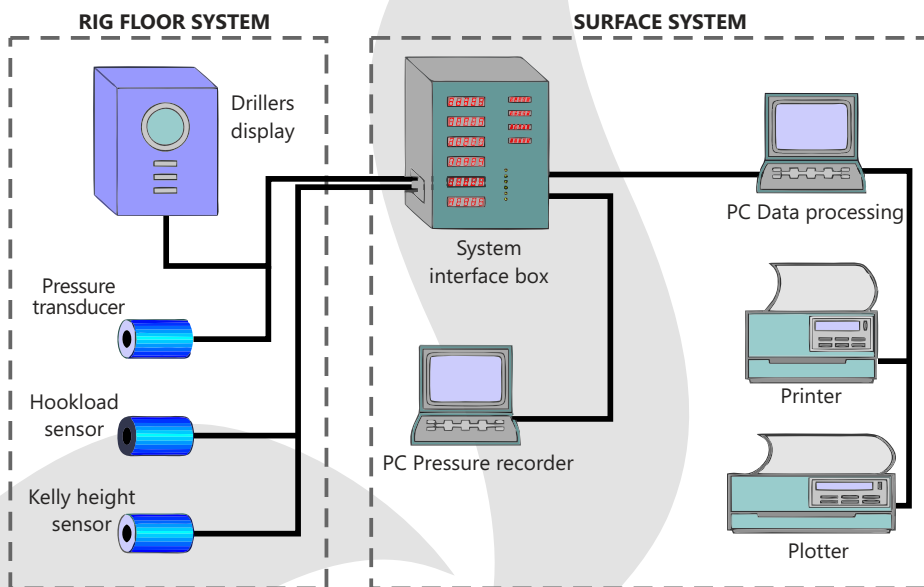 RIG FLOOR SYSTEM
SURFACE SYSTEM
Drillers
display
Pressure
transducer
Hookload
sensor
Kelly height
sensor
System
interface box
PC Pressure recorder
PC Data processing
Printer
Plotter